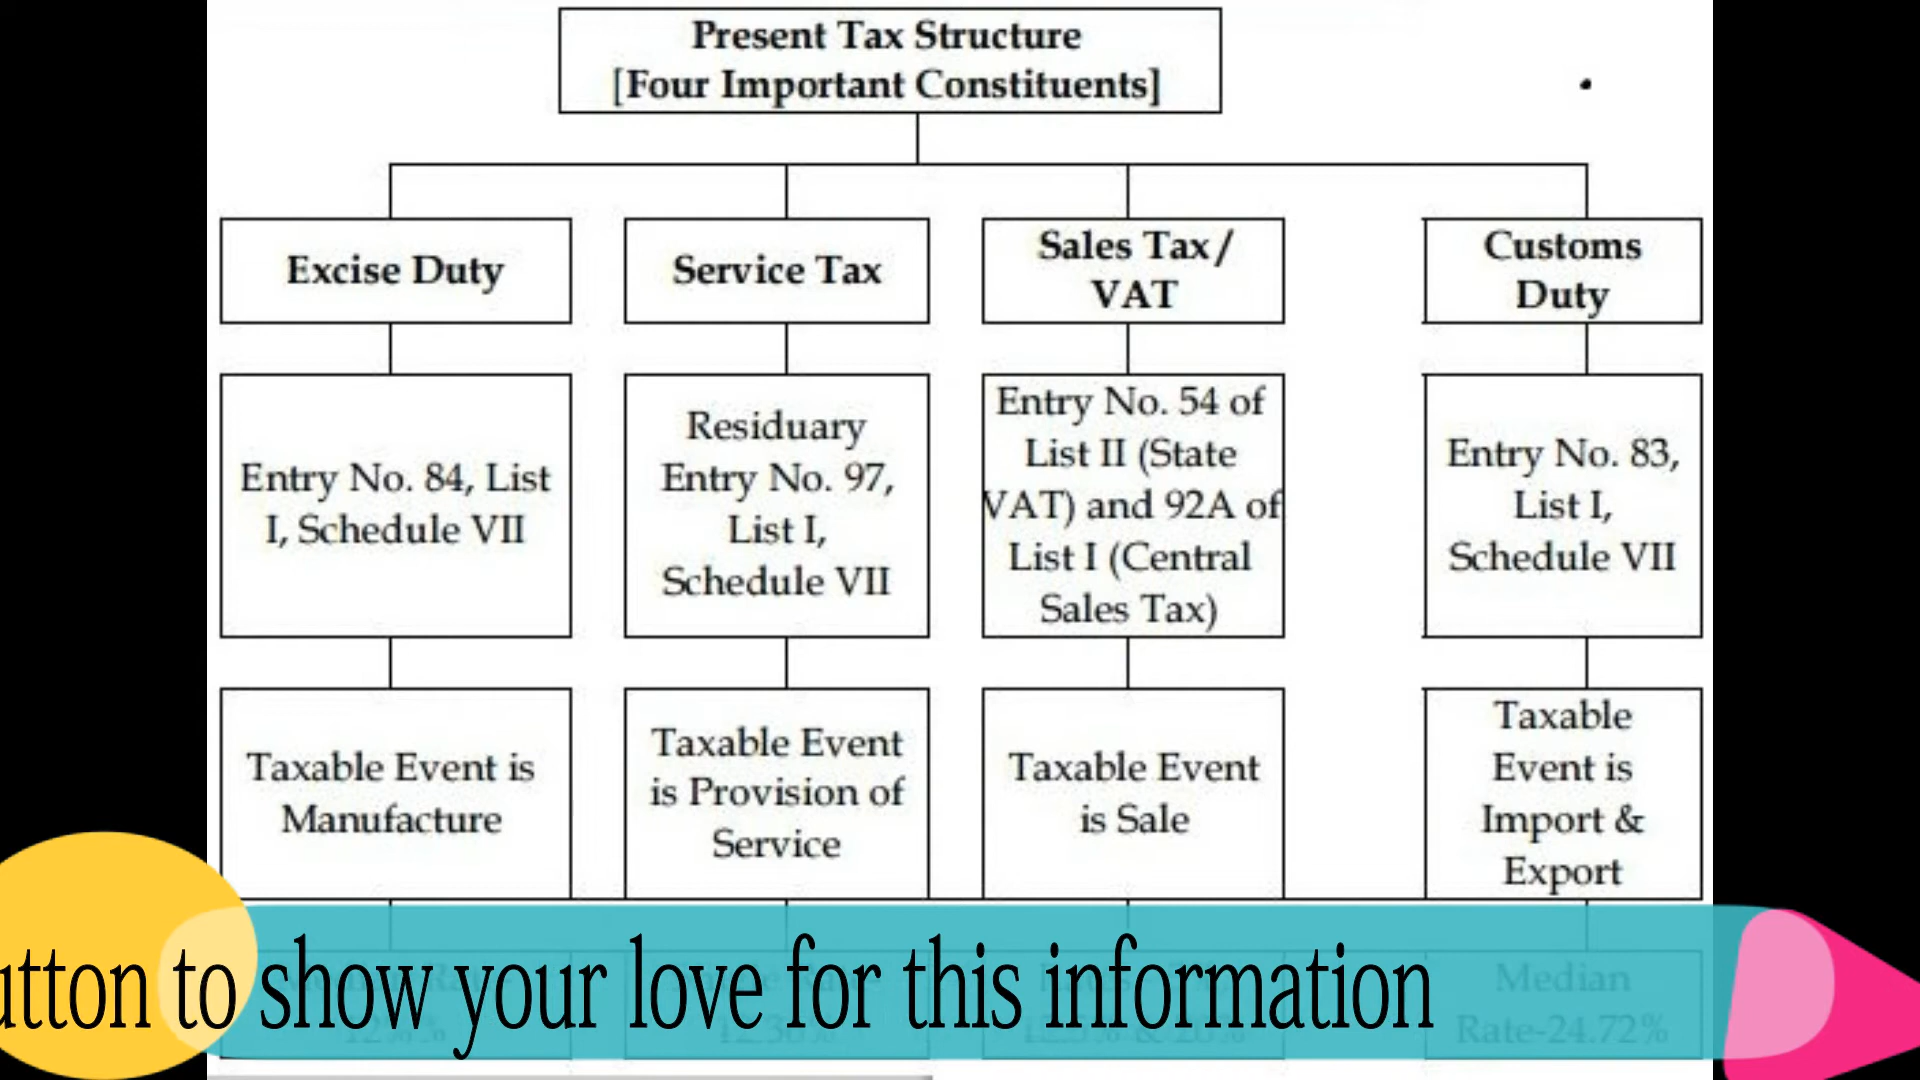 Present Tax Structure
[Four Important Constituents]
Excise Duty
Service Tax
Sales Tax/
VAT
Customs
Duty
Entry No. 84, List
I, Schedule VII
Residuary
Entry No. 97,
List I,
Schedule VII
Entry No. 54 of
List II (State
VAT) and 92A of
List I (Central
Sales Tax)
Entry No. 83,
List I,
Schedule VII
Taxable Event is
Manufacture
Taxable Event
is Provision of
Service
Taxable Event
is Sale
Taxable
Event is
Import &
Export
Median
Rate-24.72%
to show your love for this information